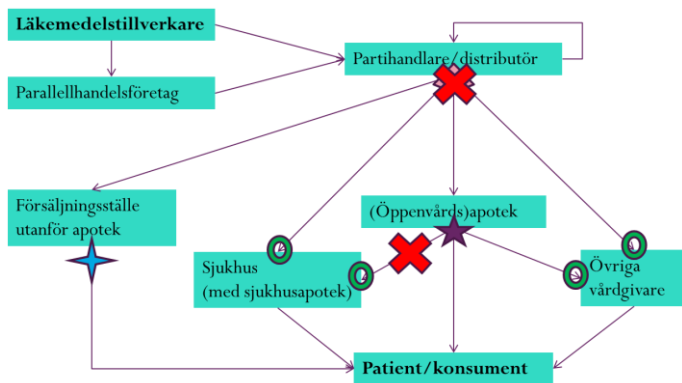 Läkemedelstillverkare
Partihandlare/distributör
Parallellhandelsföretag
Försäljningsställe
utanför apotek
(Öppenvårds)apotek
Sjukhus
(med sjukhusapotek)
Övriga
vårdgivare
Patient/konsument